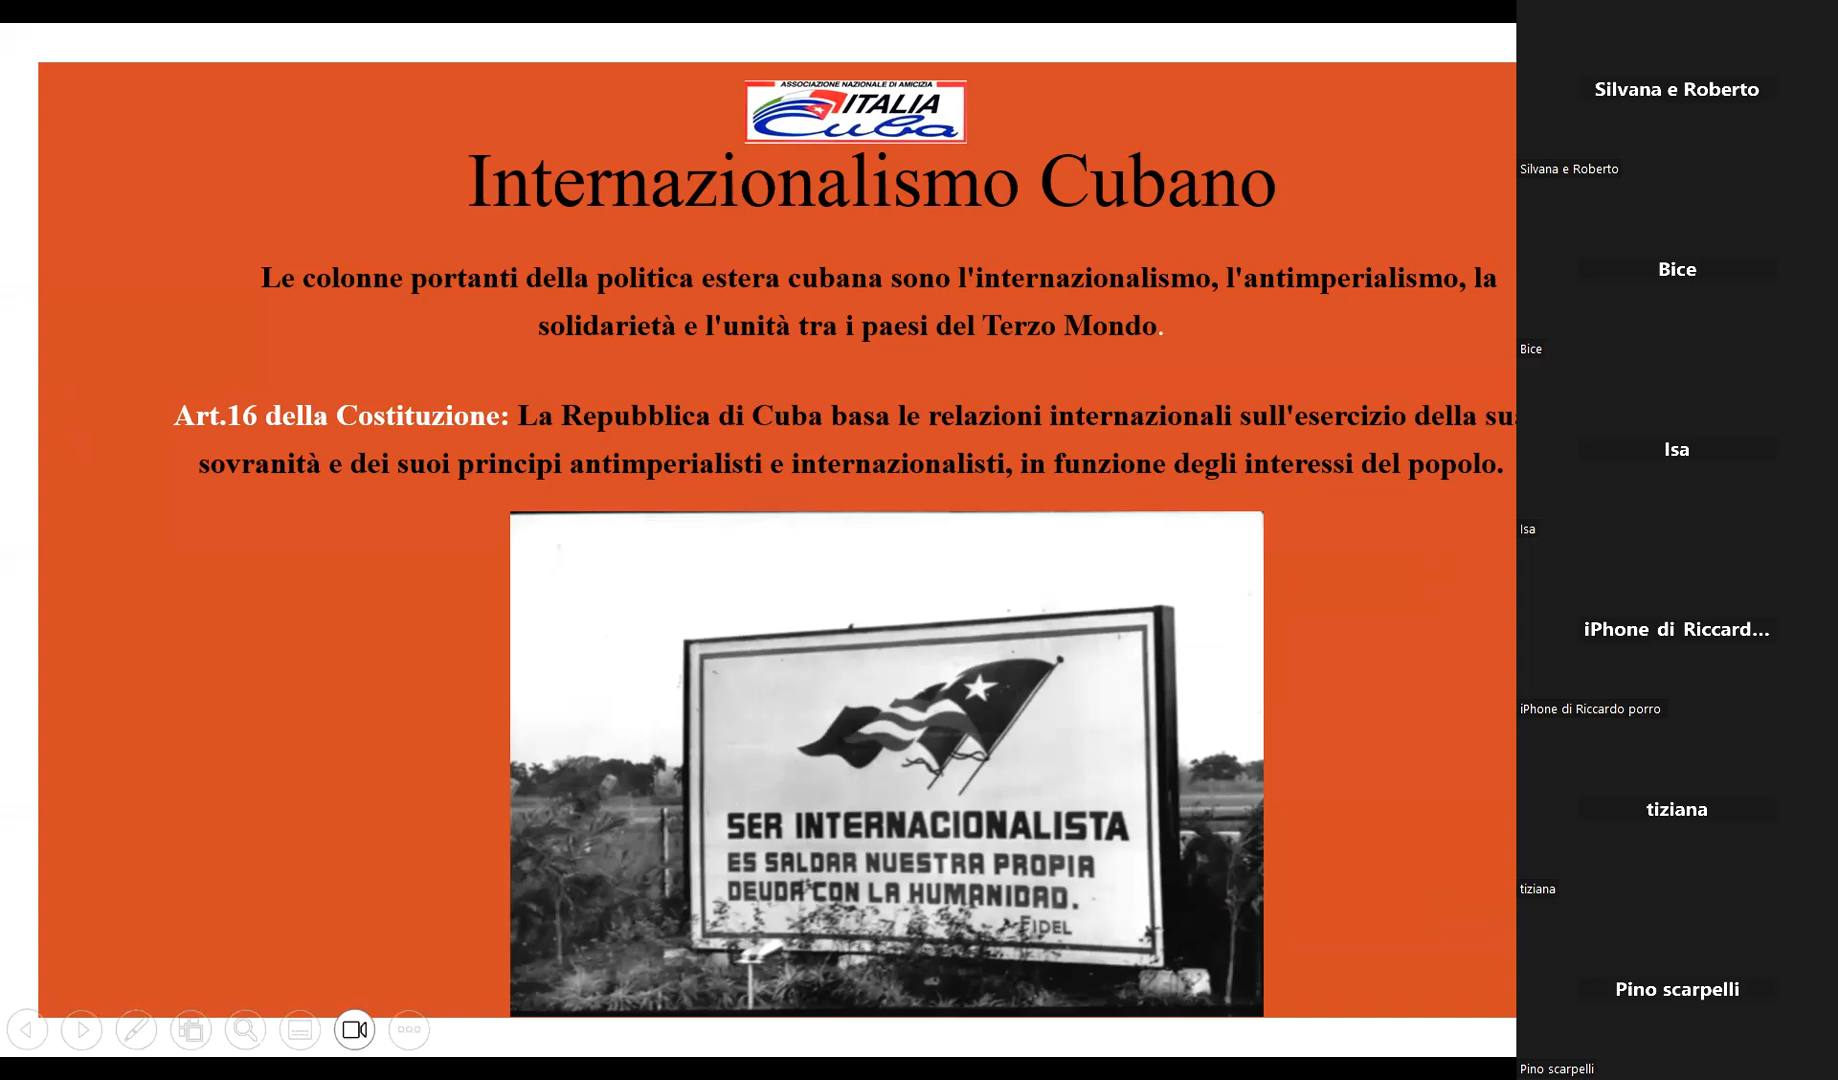 ASSOCIAZIONE NAZIONALE DI AMICIZIA
ITALIA
Cuba
Internazionalismo Cubano
Le colonne portanti della politica estera cubana sono l'internazionalismo, l'antimperialismo, la
solidarietà e l'unità tra i paesi del Terzo Mondo.
Art.16 della Costituzione: La Repubblica di Cuba basa le relazioni internazionali sull'esercizio della
sovranità e dei suoi principi antimperialisti e internazionalisti, in funzione degli interessi del popolo.
SER INTERNACIONALISTA
ES SALDAR NUESTRA PROPIA
DEUDA CON LA HUMANIDAD.
FIDEL
Silvana e Roberto
Silvana e Roberto
Bice
Bice
Isa
Isa
iPhone di Riccard...
iPhone di Riccardo porro
tiziana
tiziana
Pino scarpelli
Pino scarpelli